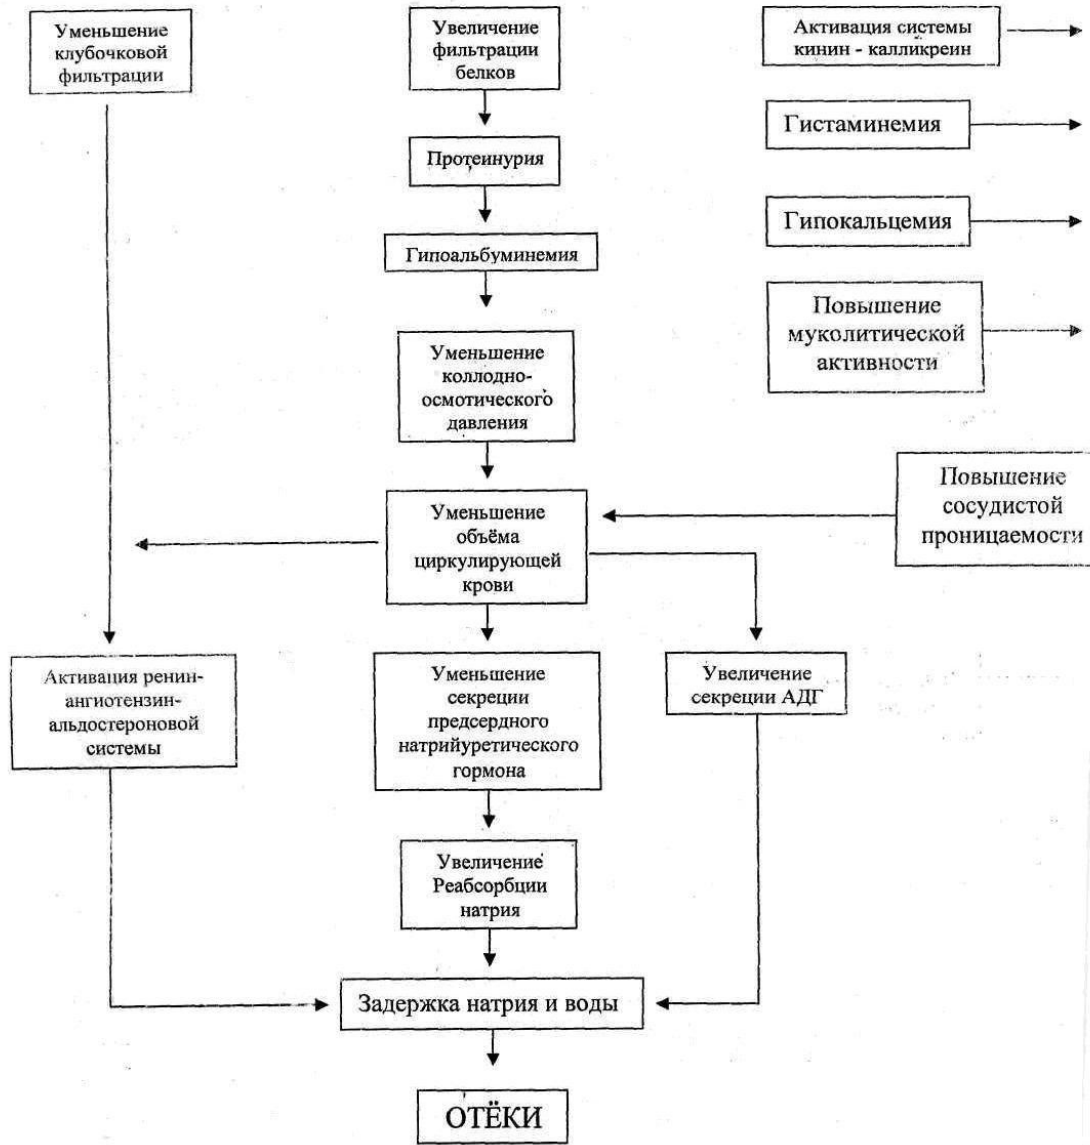 Уменьшение
клубочковой
фильтрации
Увеличение
фильтрации
белков
Активация системы
кинин - калликреин
Гистаминемия
Протеинурия
Гипокальцемия
Гипоальбуминемия
Повышение
муколитической
активности
Уменьшение
коллодно-
осмотического
давления
Повышение
сосудистой
проницаемости
Уменьшение
объёма
циркулирующей
крови
Активация ренин-
ангиотензин-
альдостероновой
системы
Уменьшение
секреции
предсердного
натрийуретического
гормона
Увеличение
секреции АДГ
Увеличение
Реабсорбции
натрия
Задержка натрия и воды
ОТЁКИ